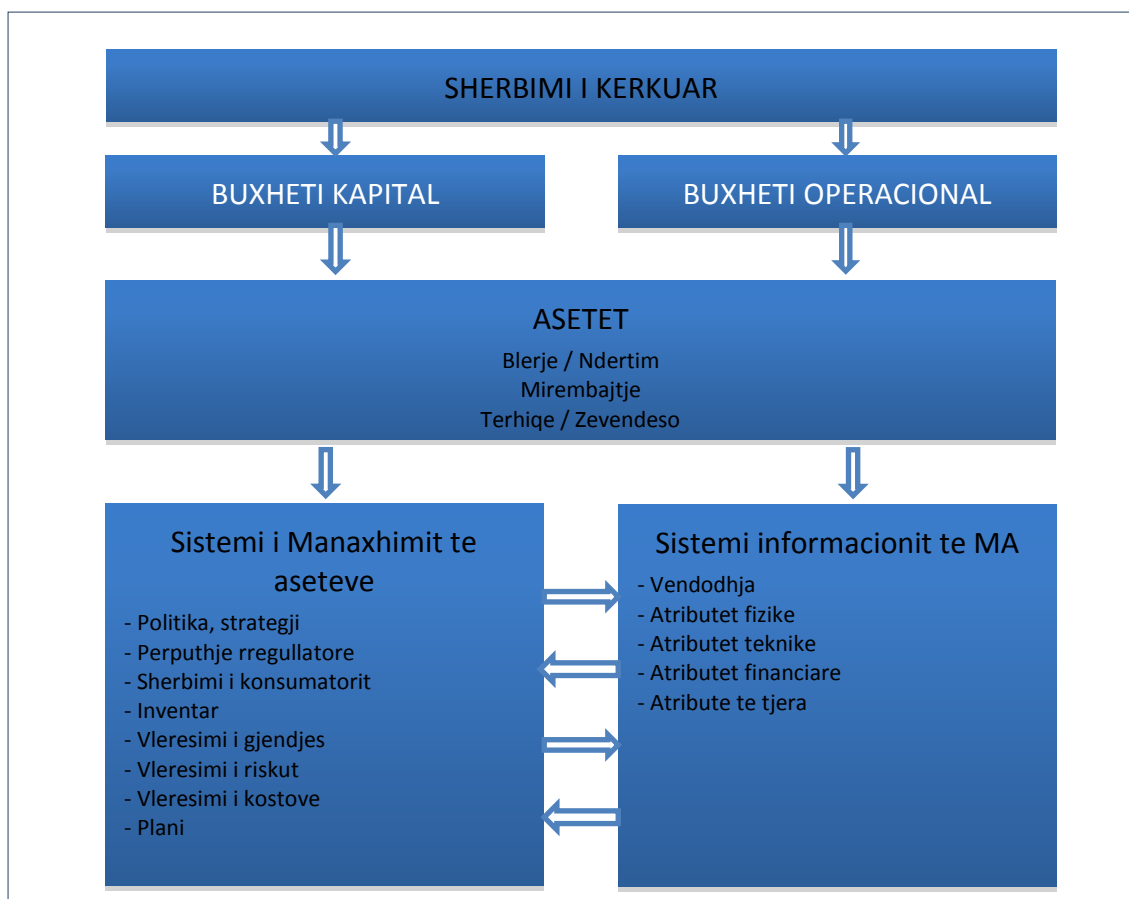 SHERBIMI I KERKUAR
BUXHETI KAPITAL
BUXHETI OPERACIONAL
ASETET
Blerje / Ndertim
Mirembajtje
Terhiqe / Zevendeso
Sistemi i Manaxhimit te
aseteve
- Politika, strategji
- Perputhje rregullatore
- Sherbimi i konsumatorit
- Inventar
- Vleresimi i gjendjes
- Vleresimi i riskut
- Vleresimi i kostove
- Plani
Sistemi informacionit te MA
- Vendodhja
- Atributet fizike
- Atributet teknike
- Atributet financiare
- Atribute te tjera